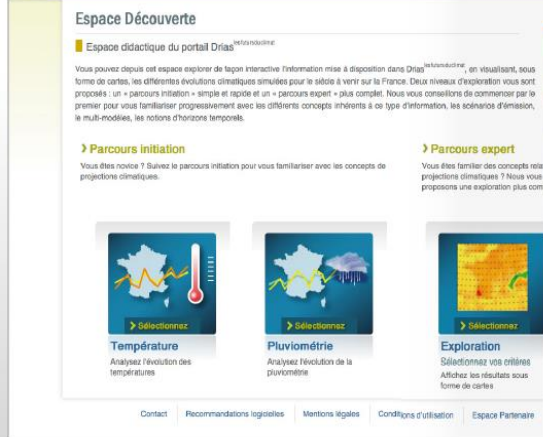 Espace Découverte
Espace didactique du portail Drias les futurs du climat
Vous pouvez depuis cet espace explorer de façon interactive l'information mise à disposition dans Drias les futurs du climat, en visualisant, sous
forme de cartes, les différentes évolutions climatiques simulées pour le siècle à venir sur la France. Deux niveaux d'exploration vous sont
proposés : un « parcours initiation » simple et rapide et un « parcours expert » plus complet. Nous vous conseillons de commencer par le
premier pour vous familiariser progressivement avec les différents concepts inhérents à ce type d'information, les scénarios d'émission,
le multi-modèles, les notions d'horizons temporels.
Parcours initiation
Vous êtes novice ? Suivez le parcours initiation pour vous familiariser avec les concepts de
projections climatiques.
Parcours expert
Vous êtes familier des concepts rela
projections climatiques ? Nous vous
proposons une exploration plus com
Sélectionnez
Température
Analysez l'évolution des
températures
Sélectionnez
Pluviométrie
Analysez l'évolution de la
pluviométrie
Sélectionnez
Exploration
Sélectionnez vos critères
Affichez les résultats sous
forme de cartes
Contact Recommandations logicielles Mentions légales Conditions d'utilisation Espace Partenaire